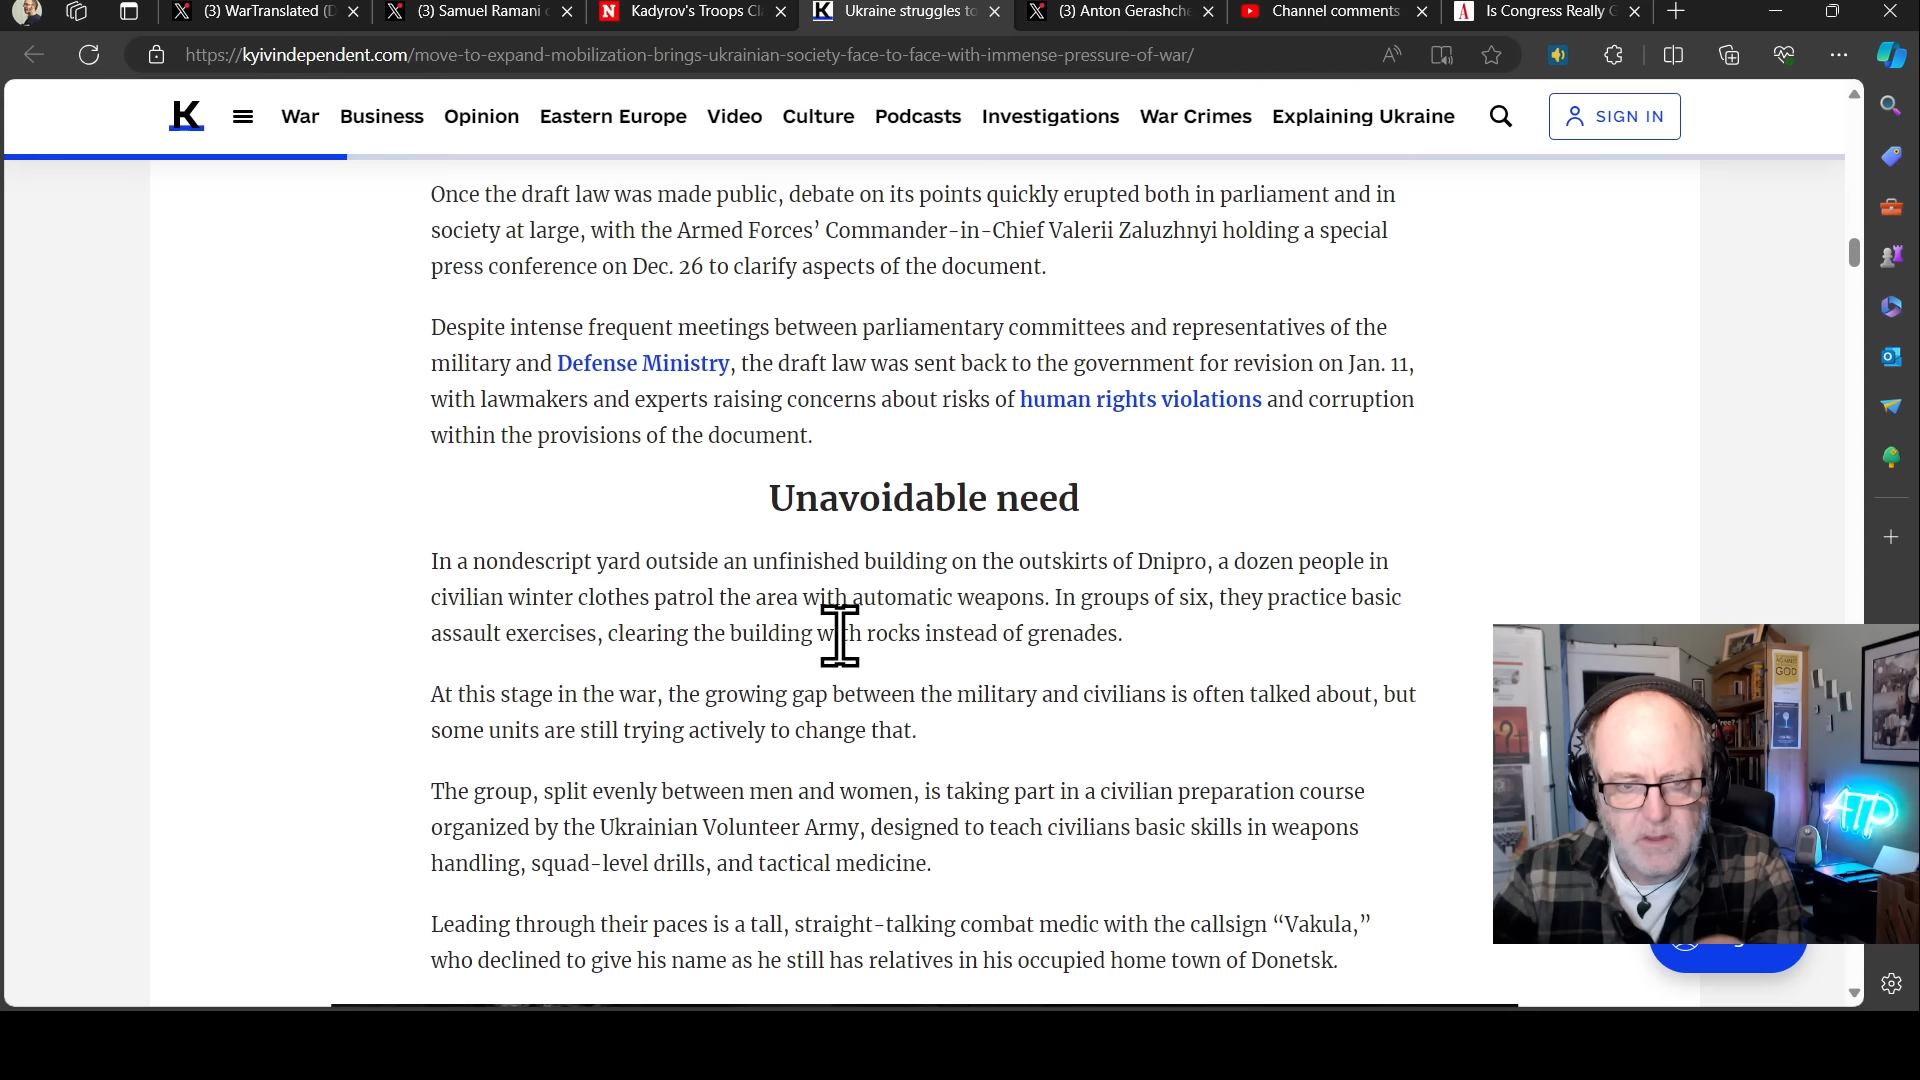 (3) WarTranslated (D
(3) Samuel Ramani
Kadyrov's Troops Cl
Ukraine struggles to
(3) Anton Gerashche
Channel comments
Is Congress Really G
https://kyivindependent.com/move-to-expand-mobilization-brings-ukrainian-society-face-to-face-with-immense-pressure-of-war/
K
War
Business
Opinion
Eastern Europe
Video
Culture
Podcasts
Investigations
War Crimes
Explaining Ukraine
SIGN IN
Once the draft law was made public, debate on its points quickly erupted both in parliament and in
society at large, with the Armed Forces’ Commander-in-Chief Valerii Zaluzhnyi holding a special
press conference on Dec. 26 to clarify aspects of the document.
Despite intense frequent meetings between parliamentary committees and representatives of the
military and Defense Ministry, the draft law was sent back to the government for revision on Jan. 11,
with lawmakers and experts raising concerns about risks of human rights violations and corruption
within the provisions of the document.
Unavoidable need
In a nondescript yard outside an unfinished building on the outskirts of Dnipro, a dozen people in
civilian winter clothes patrol the area with automatic weapons. In groups of six, they practice basic
assault exercises, clearing the building with rocks instead of grenades.
At this stage in the war, the growing gap between the military and civilians is often talked about, but
some units are still trying actively to change that.
The group, split evenly between men and women, is taking part in a civilian preparation course
organized by the Ukrainian Volunteer Army, designed to teach civilians basic skills in weapons
handling, squad-level drills, and tactical medicine.
Leading through their paces is a tall, straight-talking combat medic with the callsign “Vakula,”
who declined to give his name as he still has relatives in his occupied home town of Donetsk.
GOD
ATP